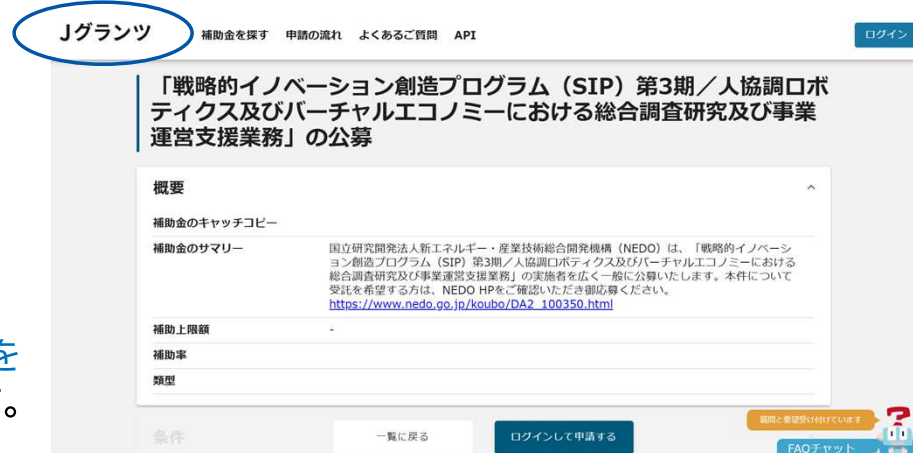 Jグランツ 補助金を探す 申請の流れ よくあるご質問 API ログイン
「戦略的イノベーション創造プログラム（SIP）第3期／人協調ロボ
ティクス及びバーチャルエコノミーにおける総合調査研究及び事業
運営支援業務」の公募
概要
補助金のキャッチコピー
補助金のサマリー 国立研究開発法人新エネルギー・産業技術総合開発機構（NEDO）は、「戦略的イノベーシ
ョン創造プログラム（SIP）第3期／人協調ロボティクス及びバーチャルエコノミーにおける
総合調査研究及び事業運営支援業務」の実施者を広く一般に公募いたします。本件について
受託を希望する方は、NEDO HPをご確認いただき御応募ください。
https://www.nedo.go.jp/koubo/DA2_100350.html
補助上限額 -
を
補助率
類型
。
質問と要望受け付けています
条件 一覧に戻る ログインして申請する
FAQチャット